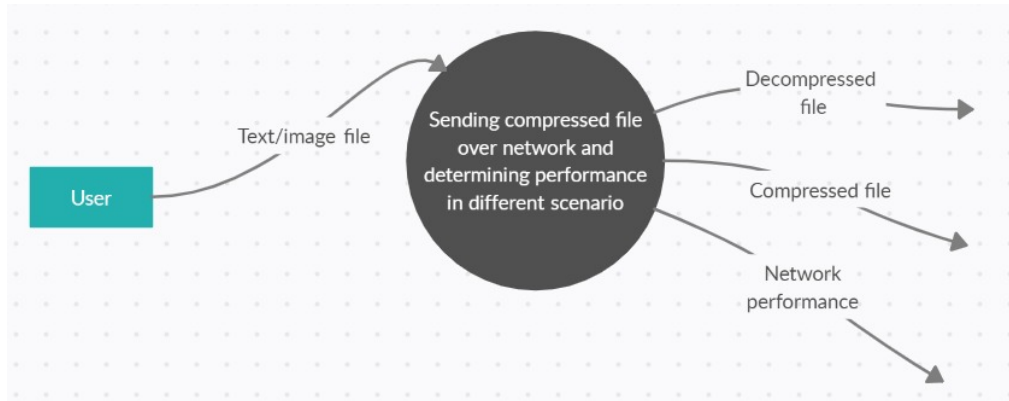 User
Text/image file
Sending compressed file
over network and
determining performance
in different scenario
Decompressed
file
Compressed file
Network
performance